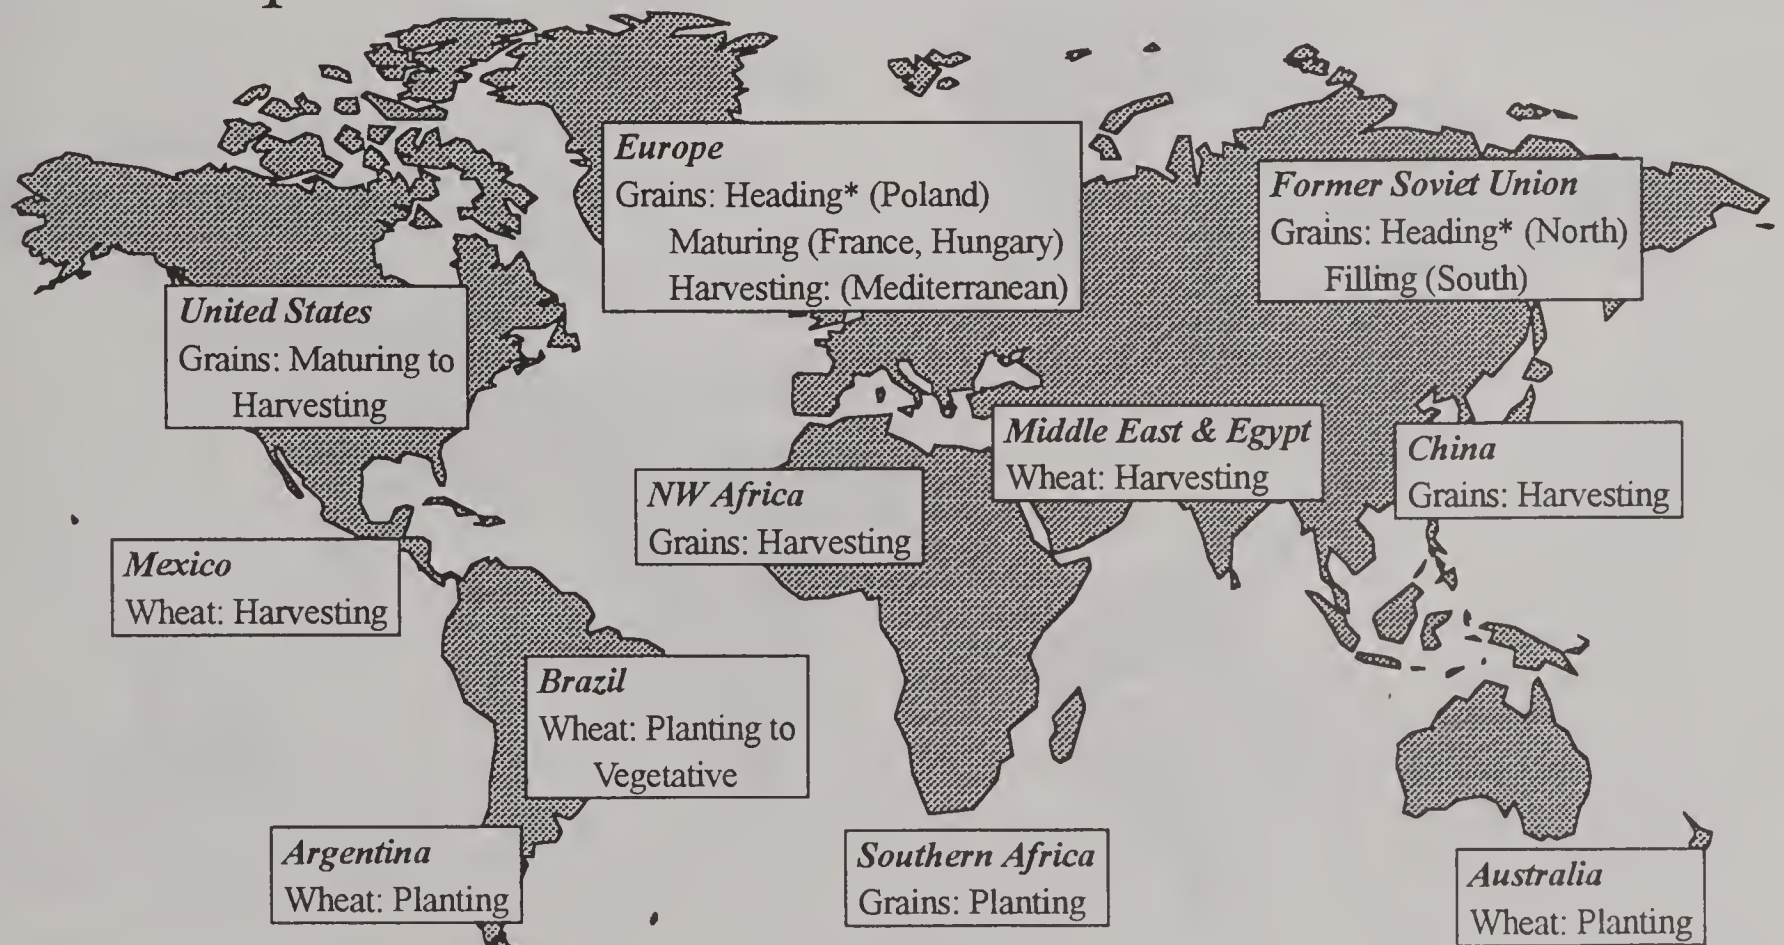 Europe
Grains: Heading* (Poland)
Maturing (France, Hungary)
Harvesting: (Mediterranean)
Former Soviet Union
Grains: Heading* (North)
Filling (South)
United States
Grains: Maturing to
Harvesting
Middle East & Egypt
Wheat: Harvesting
China
Grains: Harvesting
NW Africa
Grains: Harvesting
Mexico
Wheat: Harvesting
Brazil
Wheat: Planting to
Vegetative
Argentina
Wheat: Planting
Southern Africa
Grains: Planting
Australia
Wheat: Planting